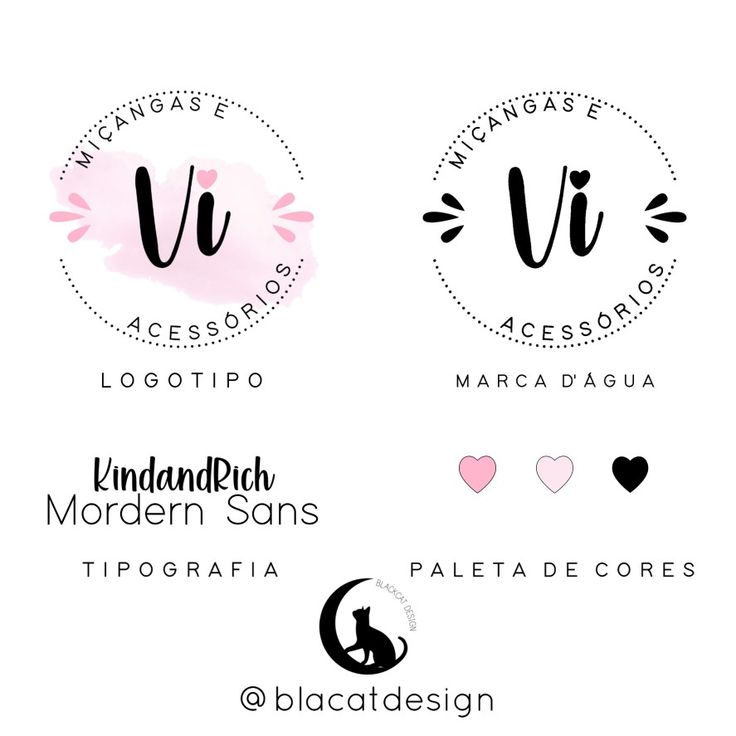 MIÇANGAS E
Vi
ACESSÓRIOS
LOGOTIPO
MIÇANGAS E
Vi
ACESSÓRIOS
MARCA D'ÁGUA
KindandRich
Mordern Sans
TIPOGRAFIA
PALETA DE CORES
BLACKCAT DESIGN
@blacatdesign